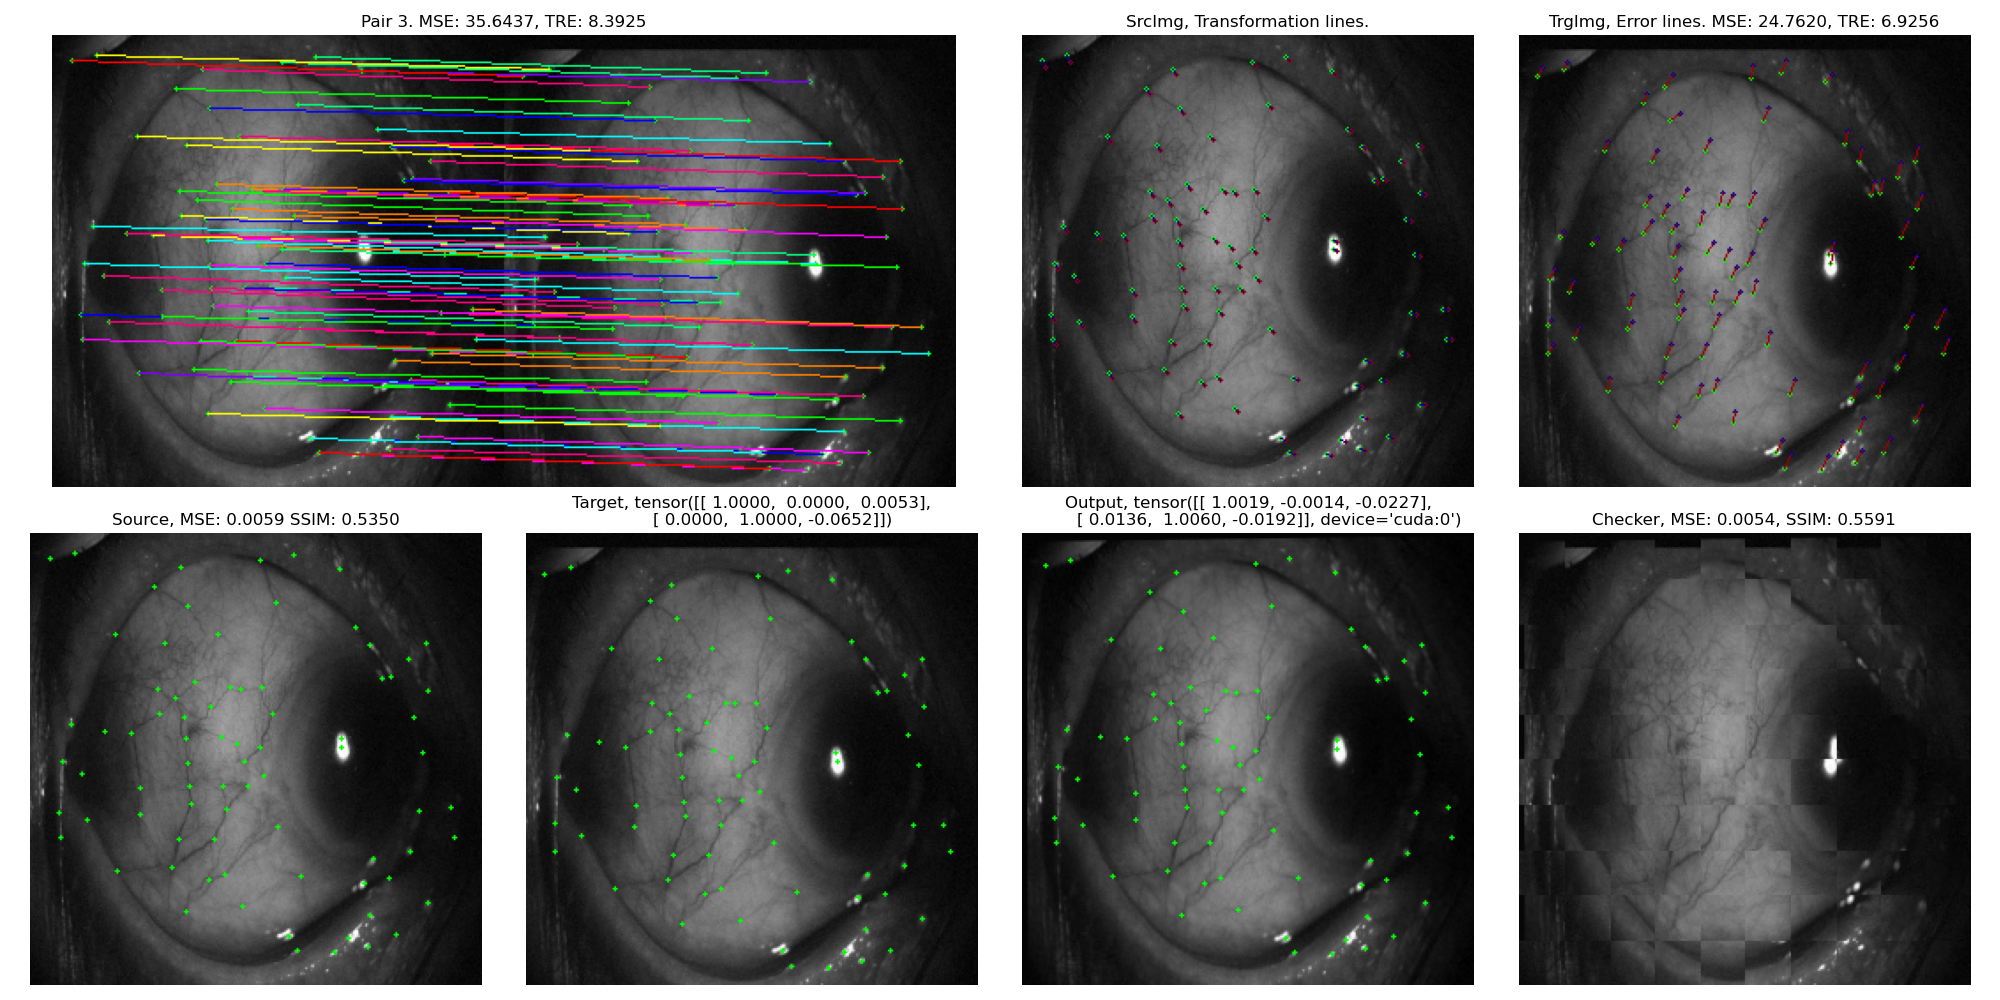 Pair 3. MSE: 35.6437, TRE: 8.3925
SrcImg, Transformation lines.
TrgImg, Error lines. MSE: 24.7620, TRE: 6.9256
Source, MSE: 0.0059 SSIM: 0.5350
Target, tensor([[ 1.0000, 0.0000, 0.0053],
[ 0.0000, 1.0000, -0.0652]])
Output, tensor([[ 1.0019, -0.0014, -0.0227],
[ 0.0136, 1.0060, -0.0192]], device='cuda:0')
Checker, MSE: 0.0054, SSIM: 0.5591